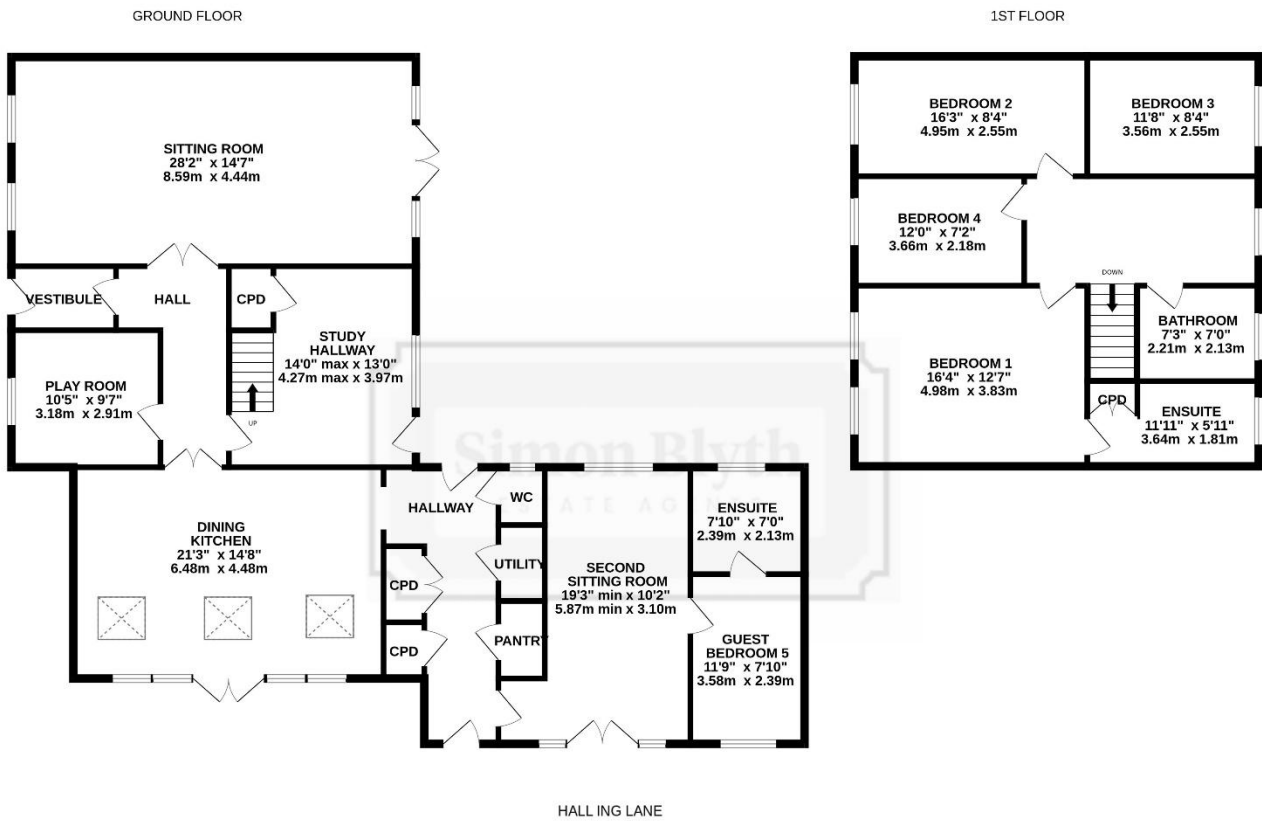 GROUND FLOOR
1ST FLOOR
SITTING ROOM
28'2" x 14'7"
8.59m x 4.44m
VESTIBULE
HALL
CPD
STUDY
HALLWAY
14'0" max x 13'0"
4.27m max x 3.97m
UP
PLAY ROOM
10'5" x 9'7"
3.18m x 2.91m
DINING
KITCHEN
21'3" x 14'8"
6.48m x 4.48m
HALLWAY
WC
CPD
UTILITY
CPD
PANTRY
SECOND
SITTING ROOM
19'3" min x 10'2"
5.87m min x 3.10m
ENSUITE
7'10" x 7'0"
2.39m x 2.13m
GUEST
BEDROOM 5
11'9" x 7'10"
3.58m x 2.39m
BEDROOM 2
16'3" x 8'4"
4.95m x 2.55m
BEDROOM 3
11'8" x 8'4"
3.56m x 2.55m
BEDROOM 4
12'0" x 7'2"
3.66m x 2.18m
DOWN
BEDROOM 1
16'4" x 12'7"
4.98m x 3.83m
BATHROOM
7'3" x 7'0"
2.21m x 2.13m
CPD
ENSUITE
11'11" x 5'11"
3.64m x 1.81m
Simon Blyth
ESTATE AGENTS
HALL ING LANE